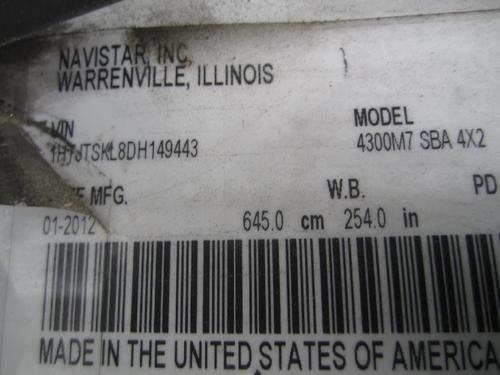 NAVISTAR, INC
WARRENVILLE, ILLINOIS
VIN
MODEL
4300M7 SBA 4X2
MFG.
W.B.
PD
01-2012
645.0 cm 254.0 in
MADE IN THE UNITED STATES OF AMERICA